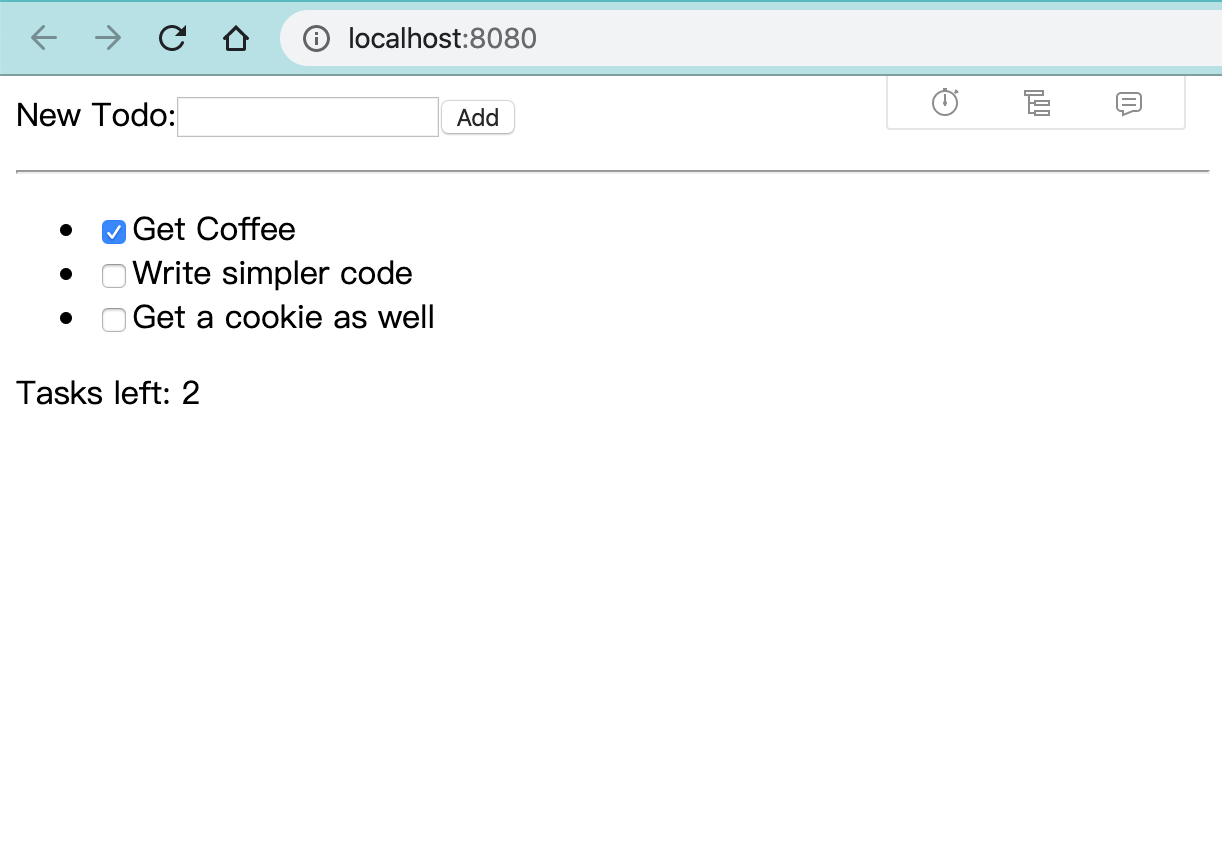 localhost:8080
New Todo: Add
Get Coffee
Write simpler code
Get a cookie as well
Tasks left: 2